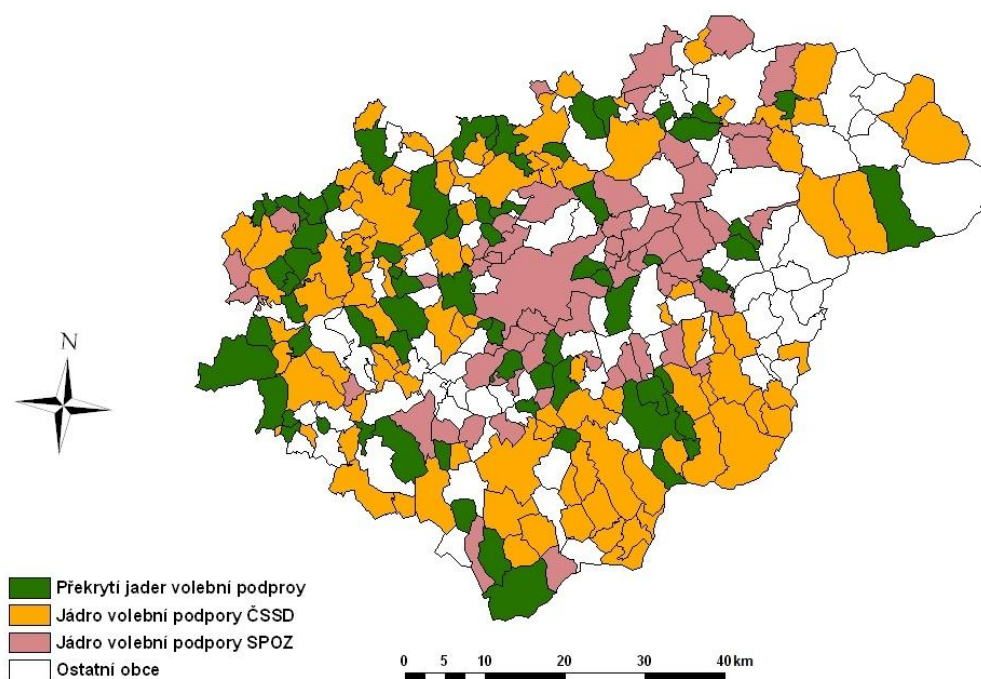 N
Překrytí jader volební podproy
Jádro volební podpory ČSSD
Jádro volební podpory SPOZ
Ostatní obce
0 5 10 20 30 40 km